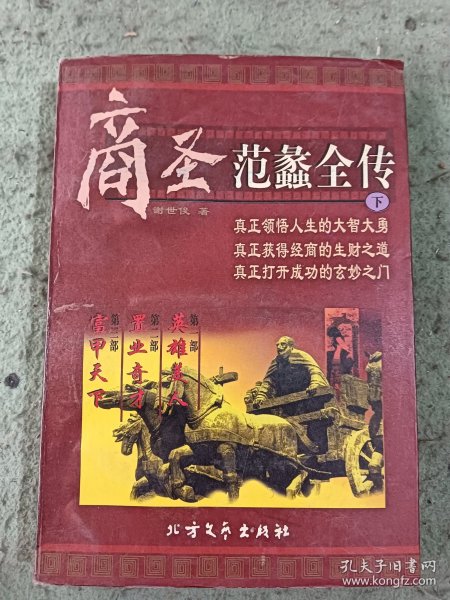 商圣 范蠡全传
下
谢世俊 著
真正领悟人生的大智大勇
真正获得经商的生财之道
真正打开成功的玄妙之门
第一部
英雄美人
第二部
置业奇才
第三部
富甲天下
北方文艺出版社
孔夫子旧书网
www.kongfz.com